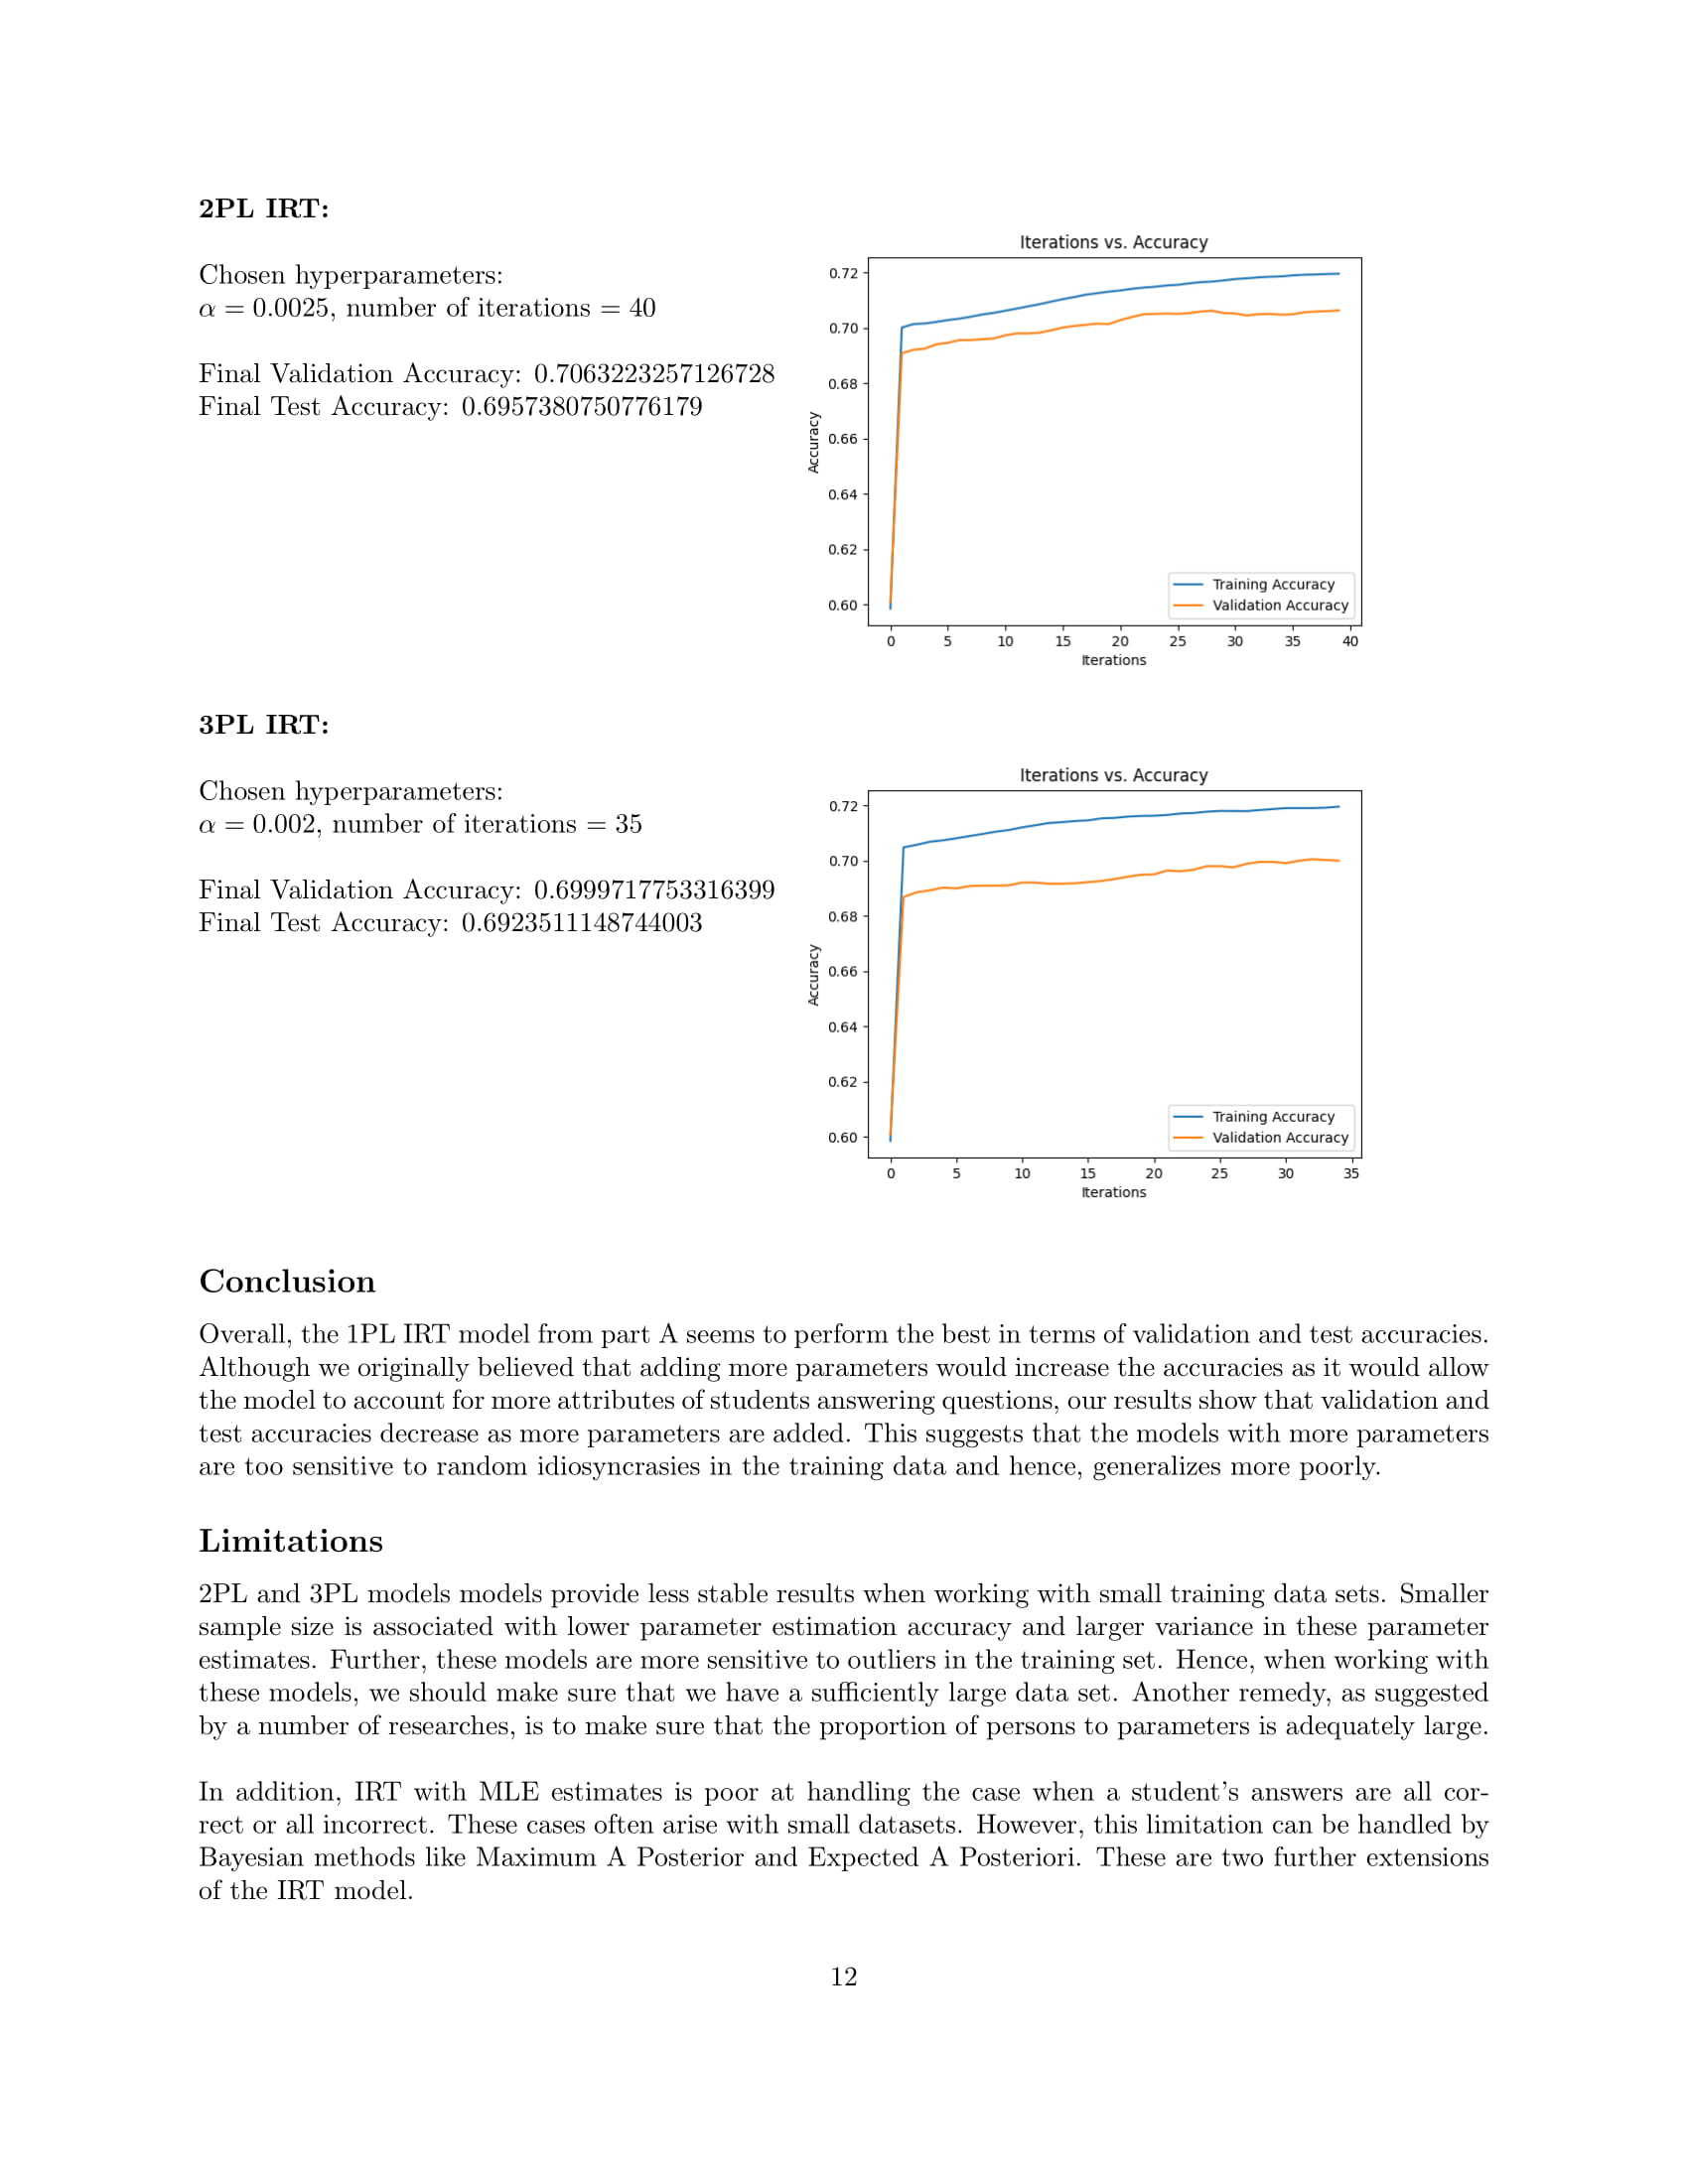 2PL IRT:
Chosen hyperparameters:
α = 0.0025, number of iterations = 40
Final Validation Accuracy: 0.7063223257126728
Final Test Accuracy: 0.6957380750776179
Iterations vs. Accuracy
0.72
0.70
0.68
0.66
0.64
0.62
0.60
Accuracy
Training Accuracy
Validation Accuracy
0 5 10 15 20 25 30 35 40
Iterations
3PL IRT:
Chosen hyperparameters:
α = 0.002, number of iterations = 35
Final Validation Accuracy: 0.6999717753316399
Final Test Accuracy: 0.6923511148744003
Iterations vs. Accuracy
0.72
0.70
0.68
0.66
0.64
0.62
0.60
Accuracy
Training Accuracy
Validation Accuracy
0 5 10 15 20 25 30 35
Iterations
Conclusion
Overall, the 1PL IRT model from part A seems to perform the best in terms of validation and test accuracies.
Although we originally believed that adding more parameters would increase the accuracies as it would allow
the model to account for more attributes of students answering questions, our results show that validation and
test accuracies decrease as more parameters are added. This suggests that the models with more parameters
are too sensitive to random idiosyncrasies in the training data and hence, generalizes more poorly.
Limitations
2PL and 3PL models models provide less stable results when working with small training data sets. Smaller
sample size is associated with lower parameter estimation accuracy and larger variance in these parameter
estimates. Further, these models are more sensitive to outliers in the training set. Hence, when working with
these models, we should make sure that we have a sufficiently large data set. Another remedy, as suggested
by a number of researches, is to make sure that the proportion of persons to parameters is adequately large.
In addition, IRT with MLE estimates is poor at handling the case when a student's answers are all cor-
rect or all incorrect. These cases often arise with small datasets. However, this limitation can be handled by
Bayesian methods like Maximum A Posterior and Expected A Posteriori. These are two further extensions
of the IRT model.
12